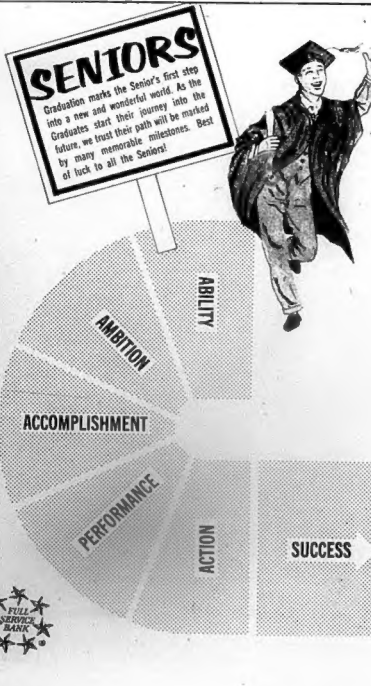 SENIORS
Graduation marks the Senior's first step
into a new and wonderful world. As the
Graduates start their journey into the
future, we trust their path will be marked
by many memorable milestones. Best
of luck to all the Seniors!
ABILITY
AMBITION
ACCOMPLISHMENT
PERFORMANCE
ACTION
SUCCESS
FULL
SERVICE
BANK